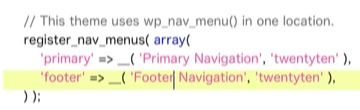 // This theme uses wp_nav_menu() in one location.
register_nav_menus( array(
'primary' => __( 'Primary Navigation', 'twentyten' ),
'footer' => __( 'Footer Navigation', 'twentyten' ),
) );